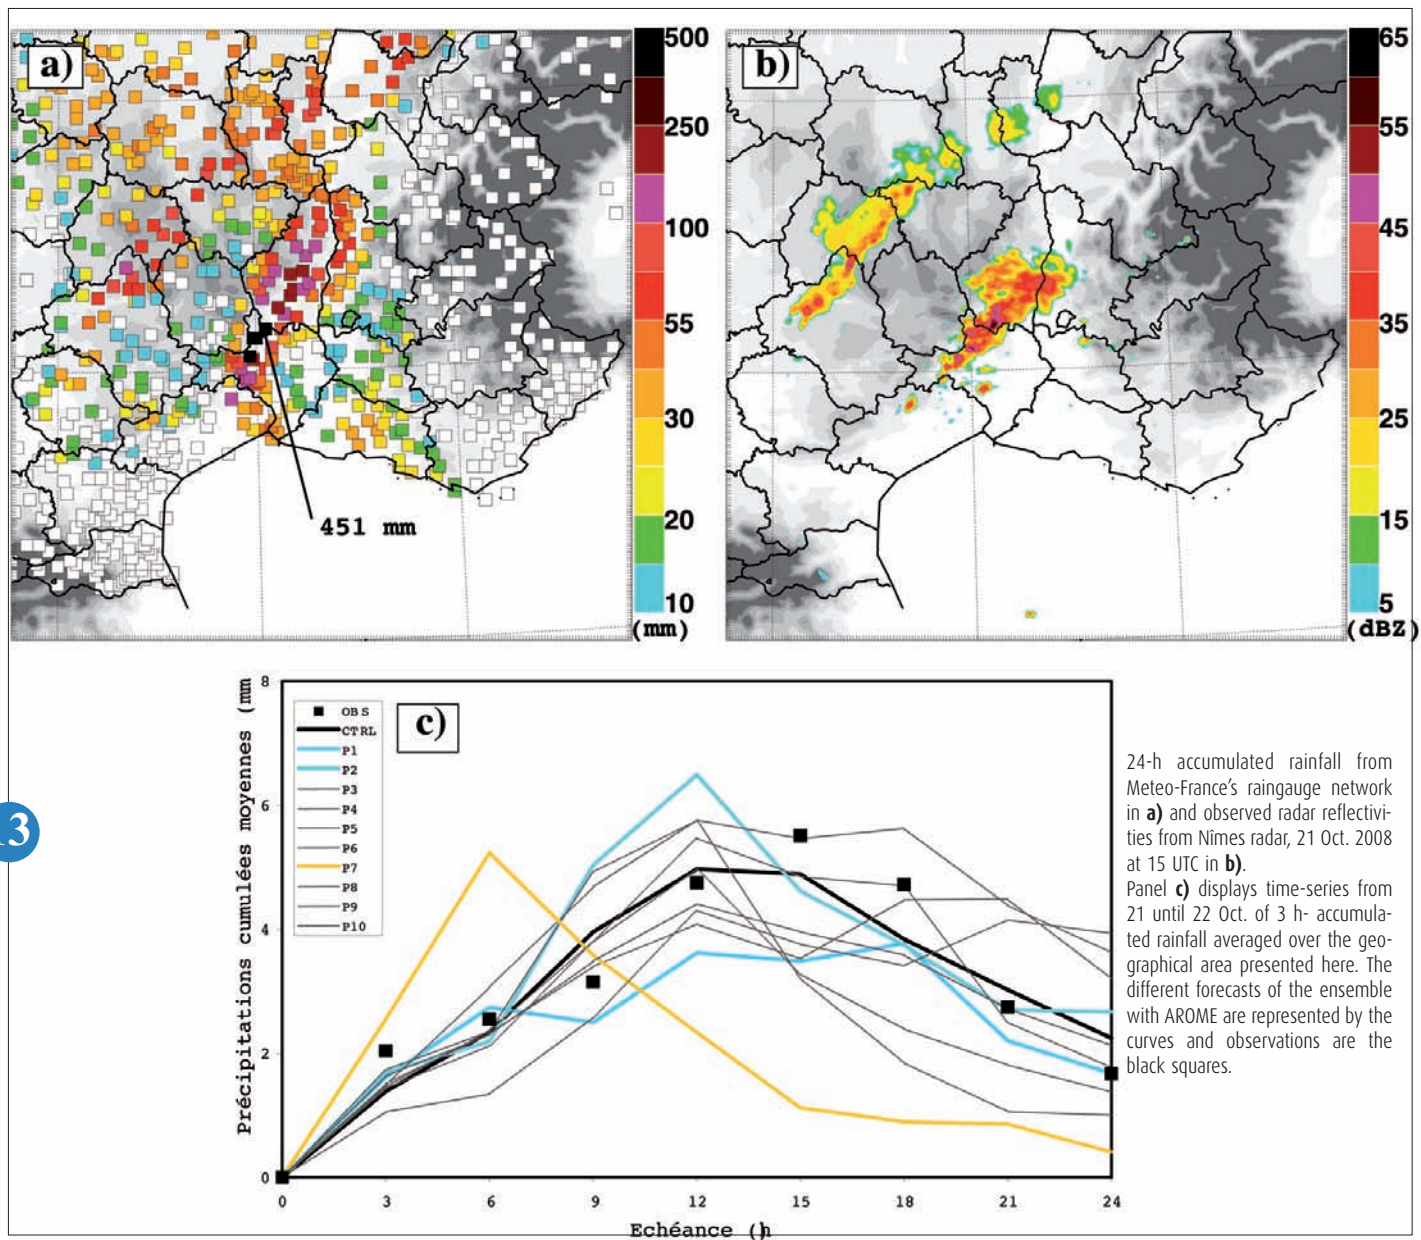 a)
500
250
100
55
30
20
10
(mm)
451 mm
b)
65
55
45
35
25
15
5
(dBZ)
c)
Précipitations cumulées moyennes (mm)
8
6
4
2
0
OBS
CTRL
P1
P2
P3
P4
P5
P6
P7
P8
P9
P10
0 3 6 9 12 15 18 21 24
Echéance (h
13
24-h accumulated rainfall from
Meteo-France's raingauge network
in a) and observed radar reflectivi-
ties from Nîmes radar, 21 Oct. 2008
at 15 UTC in b).
Panel c) displays time-series from
21 until 22 Oct. of 3 h- accumula-
ted rainfall averaged over the geo-
graphical area presented here. The
different forecasts of the ensemble
with AROME are represented by the
curves and observations are the
black squares.